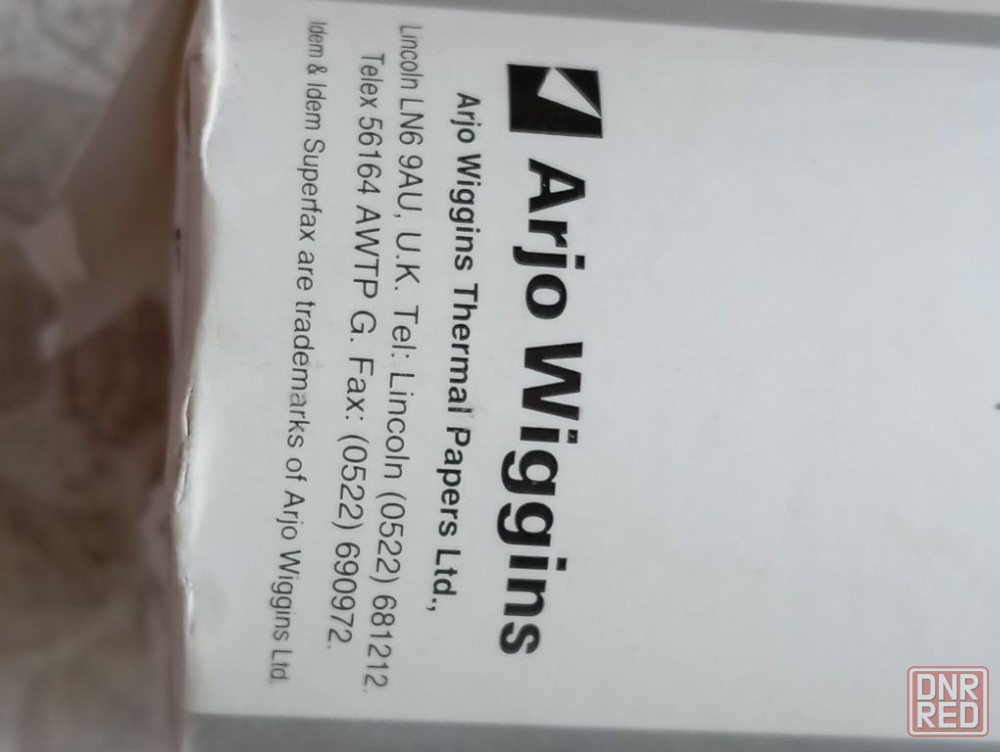 Arjo Wiggins
Arjo Wiggins Thermal Papers Ltd.,
Lincoln LN6 9AU, U.K. Tel: Lincoln (0522) 681212.
Telex 56164 AWTP G. Fax: (0522) 690972.
Idem & Idem Superfax are trademarks of Arjo Wiggins Ltd.
DNR
RED